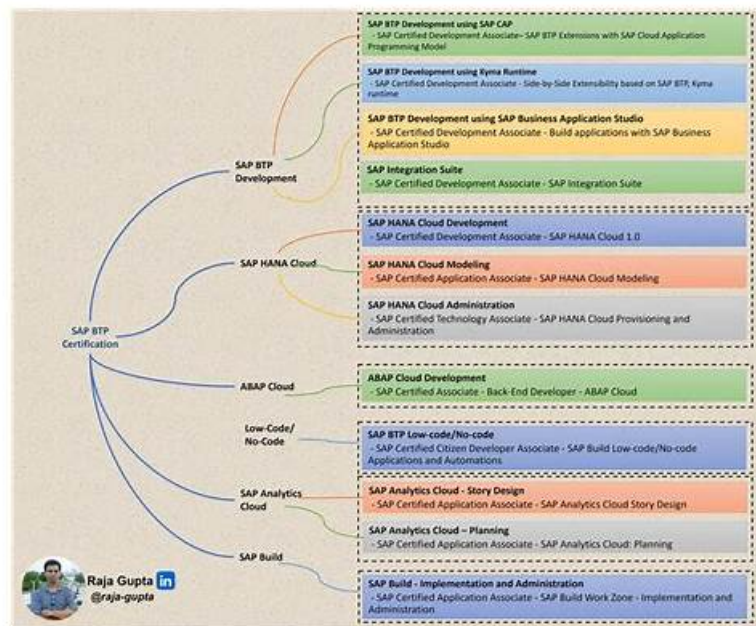 SAP BTP Development using SAP CAP
- SAP Certified Development Associate– SAP BTP Extensions with SAP Cloud Application
Programming Model
SAP BTP Development using Kyma Runtime
- SAP Certified Development Associate - Side-by-Side Extensibility based on SAP BTP, Kyma
runtime
SAP BTP Development using SAP Business Application Studio
- SAP Certified Development Associate - Build applications with SAP Business
Application Studio
SAP BTP
Development
SAP Integration Suite
- SAP Certified Development Associate - SAP Integration Suite
SAP HANA Cloud Development
- SAP Certified Development Associate - SAP HANA Cloud 1.0
SAP HANA Cloud
SAP HANA Cloud Modeling
- SAP Certified Application Associate - SAP HANA Cloud Modeling
SAP HANA Cloud Administration
- SAP Certified Technology Associate - SAP HANA Cloud Provisioning and
Administration
SAP BTP
Certification
ABAP Cloud
ABAP Cloud Development
- SAP Certified Associate - Back-End Developer - ABAP Cloud
Low-Code/
No-Code
SAP BTP Low-code/No-code
- SAP Certified Citizen Developer Associate - SAP Build Low-code/No-code
Applications and Automations
SAP Analytics
Cloud
SAP Analytics Cloud - Story Design
- SAP Certified Application Associate - SAP Analytics Cloud Story Design
SAP Analytics Cloud – Planning
- SAP Certified Application Associate - SAP Analytics Cloud: Planning
SAP Build
SAP Build - Implementation and Administration
- SAP Certified Application Associate - SAP Build Work Zone - Implementation and
Administration
Raja Gupta in
@raja-gupta